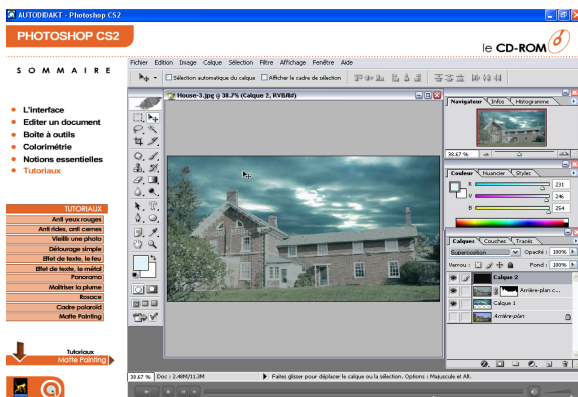 AUTODIDAKT - Photoshop CS2
PHOTOSHOP CS2
le CD-ROM
SOMMAIRE
L'interface
Editer un document
Boîte à outils
Colorimétrie
Notions essentielles
Tutoriaux
TUTORIAUX
Anti yeux rouges
Anti rides, anti cernes
Vieilli une photo
Détourage simple
Effet de texte, le feu
Effet de texte, le métal
Panorama
Maîtriser la plume
Rosace
Cadre polaroïd
Matte Painting
Tutoriaux
Matte Painting
Fichier Edition Image Calque Sélection Filtre Affichage Fenêtre Aide
Sélection automatique du calque Afficher le cadre de sélection
House-3.jpg @ 38.7% (Calque 2, RVB/8#)
Navigateur Infos Histogramme
38.67 %
Couleur Nuancier Styles
R 231
V 246
B 254
Calques Couches Tracés
Superposition Opacité : 100%
Verrou : Fond : 100%
Calque 2
Arrière-plan c...
Calque 1
Arrière-plan
38.67 % Doc : 2.48M/11.3M Faites glisser pour déplacer le calque ou la sélection. Options : Majuscule et Alt.